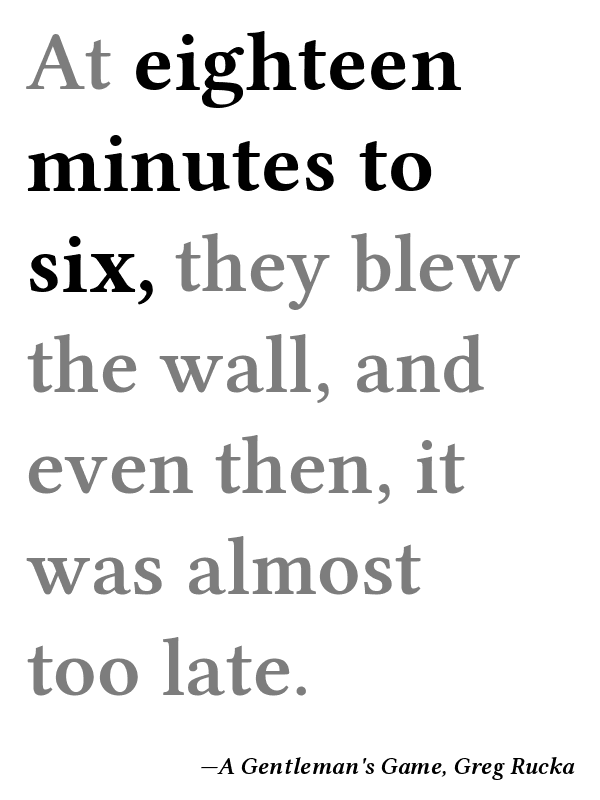 At eighteen
minutes to
six, they blew
the wall, and
even then, it
was almost
too late.
—A Gentleman's Game, Greg Rucka